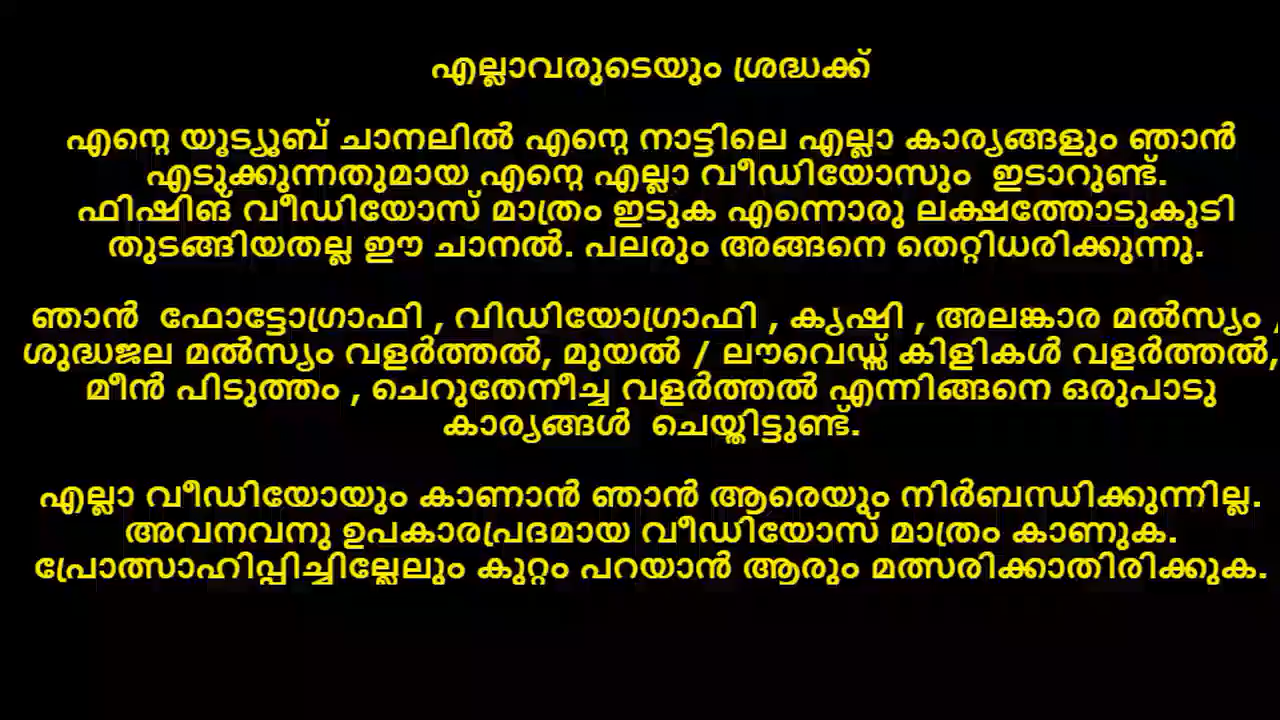 എല്ലാവരുടെയും ശ്രദ്ധക്ക്
എന്റെ യൂട്യൂബ് ചാനലിൽ എന്റെ നാട്ടിലെ എല്ലാ കാര്യങ്ങളും ഞാൻ
എടുക്കുന്നതുമായ എന്റെ എല്ലാ വീഡിയോസും ഇടാറുണ്ട്.
ഫിഷിങ് വീഡിയോസ് മാത്രം ഇടുക എന്നൊരു ലക്ഷത്തോടുകൂടി
തുടങ്ങിയതല്ല ഈ ചാനൽ. പലരും അങ്ങനെ തെറ്റിധരിക്കുന്നു.
ഞാൻ ഫോട്ടോഗ്രാഫി , വിഡിയോഗ്രാഫി , കൃഷി , അലങ്കാര മൽസ്യം ,
ശുദ്ധജല മൽസ്യം വളർത്തൽ, മുയൽ / ലൗവെഡ്സ് കിളികൾ വളർത്തൽ,
മീൻ പിടുത്തം , ചെറുതേനീച്ച വളർത്തൽ എന്നിങ്ങനെ ഒരുപാടു
കാര്യങ്ങൾ ചെയ്തിട്ടുണ്ട്.
എല്ലാ വീഡിയോയും കാണാൻ ഞാൻ ആരെയും നിർബന്ധിക്കുന്നില്ല.
അവനവനു ഉപകാരപ്രദമായ വീഡിയോസ് മാത്രം കാണുക.
പ്രോത്സാഹിപ്പിച്ചില്ലേലും കുറ്റം പറയാൻ ആരും മത്സരിക്കാതിരിക്കുക.